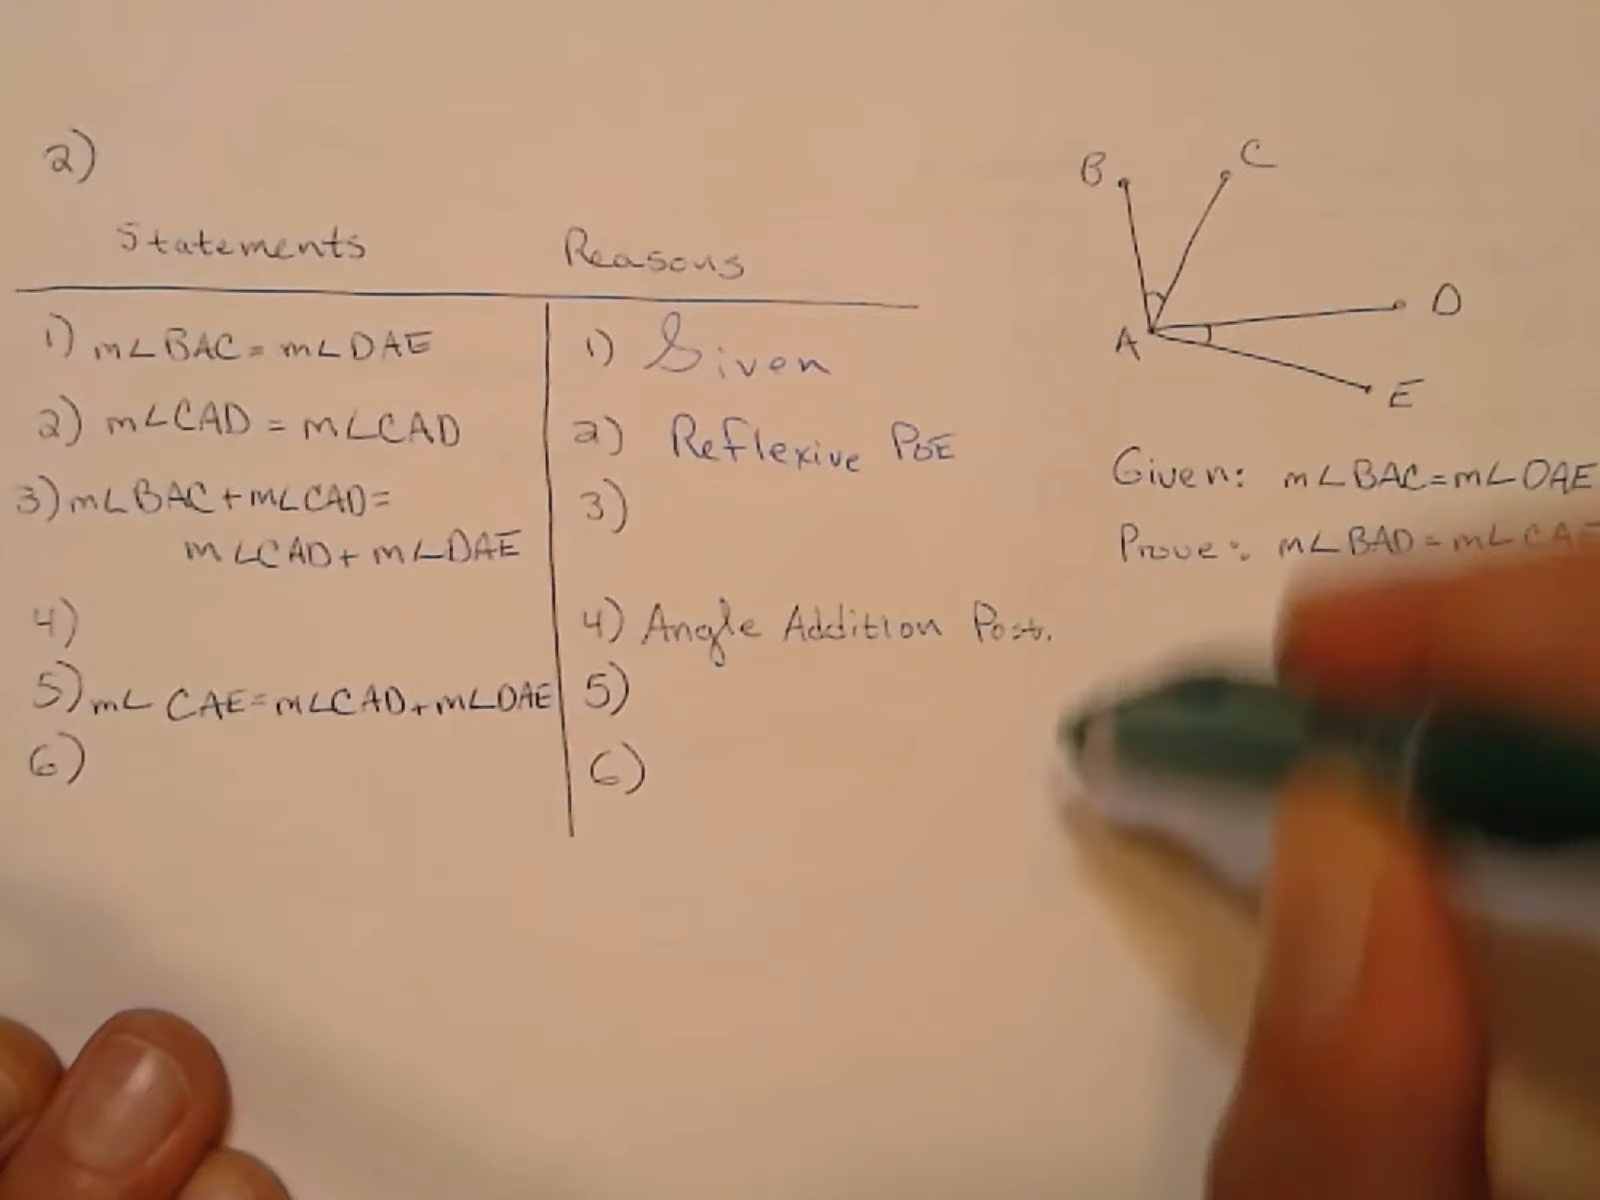 2)
Statements Reasons
1) m∠BAC = m∠DAE 1) Given
2) m∠CAD = m∠CAD 2) Reflexive PoE
3) m∠BAC + m∠CAD = 3)
m∠CAD + m∠DAE
4) 4) Angle Addition Post.
5) m∠ CAE = m∠CAD + m∠DAE 5)
6) 6)
B C
D
A
E
Given: m∠BAC = m∠DAE
Prove: m∠BAD = m∠CAE